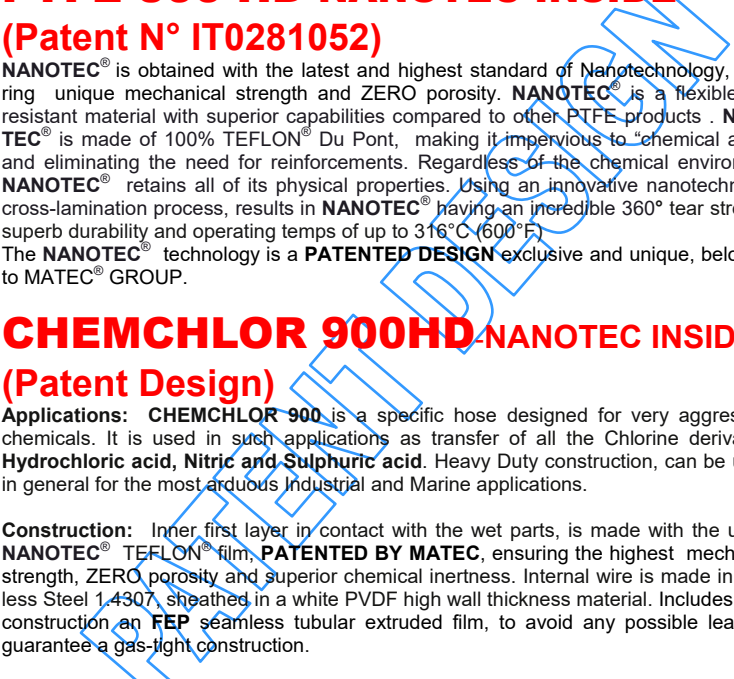 (Patent N° IT0281052)
NANOTEC® is obtained with the latest and highest standard of Nanotechnology,
ring unique mechanical strength and ZERO porosity. NANOTEC® is a flexible
resistant material with superior capabilities compared to other PTFE products .
TEC® is made of 100% TEFLON® Du Pont, making it impervious to “chemical
and eliminating the need for reinforcements. Regardless of the chemical
NANOTEC® retains all of its physical properties. Using an innovative
cross-lamination process, results in NANOTEC® having an incredible 360° tear
superb durability and operating temps of up to 316°C (600°F)
The NANOTEC® technology is a PATENTED DESIGN exclusive and unique,
to MATEC® GROUP.
CHEMCHLOR 900HD-NANOTEC INSID
(Patent Design)
Applications: CHEMCHLOR 900 is a specific hose designed for very
chemicals. It is used in such applications as transfer of all the Chlorine
Hydrochloric acid, Nitric and Sulphuric acid. Heavy Duty construction, can be
in general for the most arduous Industrial and Marine applications.
Construction: Inner first layer in contact with the wet parts, is made with the
NANOTEC® TEFLON® film, PATENTED BY MATEC, ensuring the highest
strength, ZERO porosity and superior chemical inertness. Internal wire is made in
less Steel 1.4307, sheathed in a white PVDF high wall thickness material. Includes
construction an FEP seamless tubular extruded film, to avoid any possible
guarantee a gas-tight construction.
PATENT DESIGN